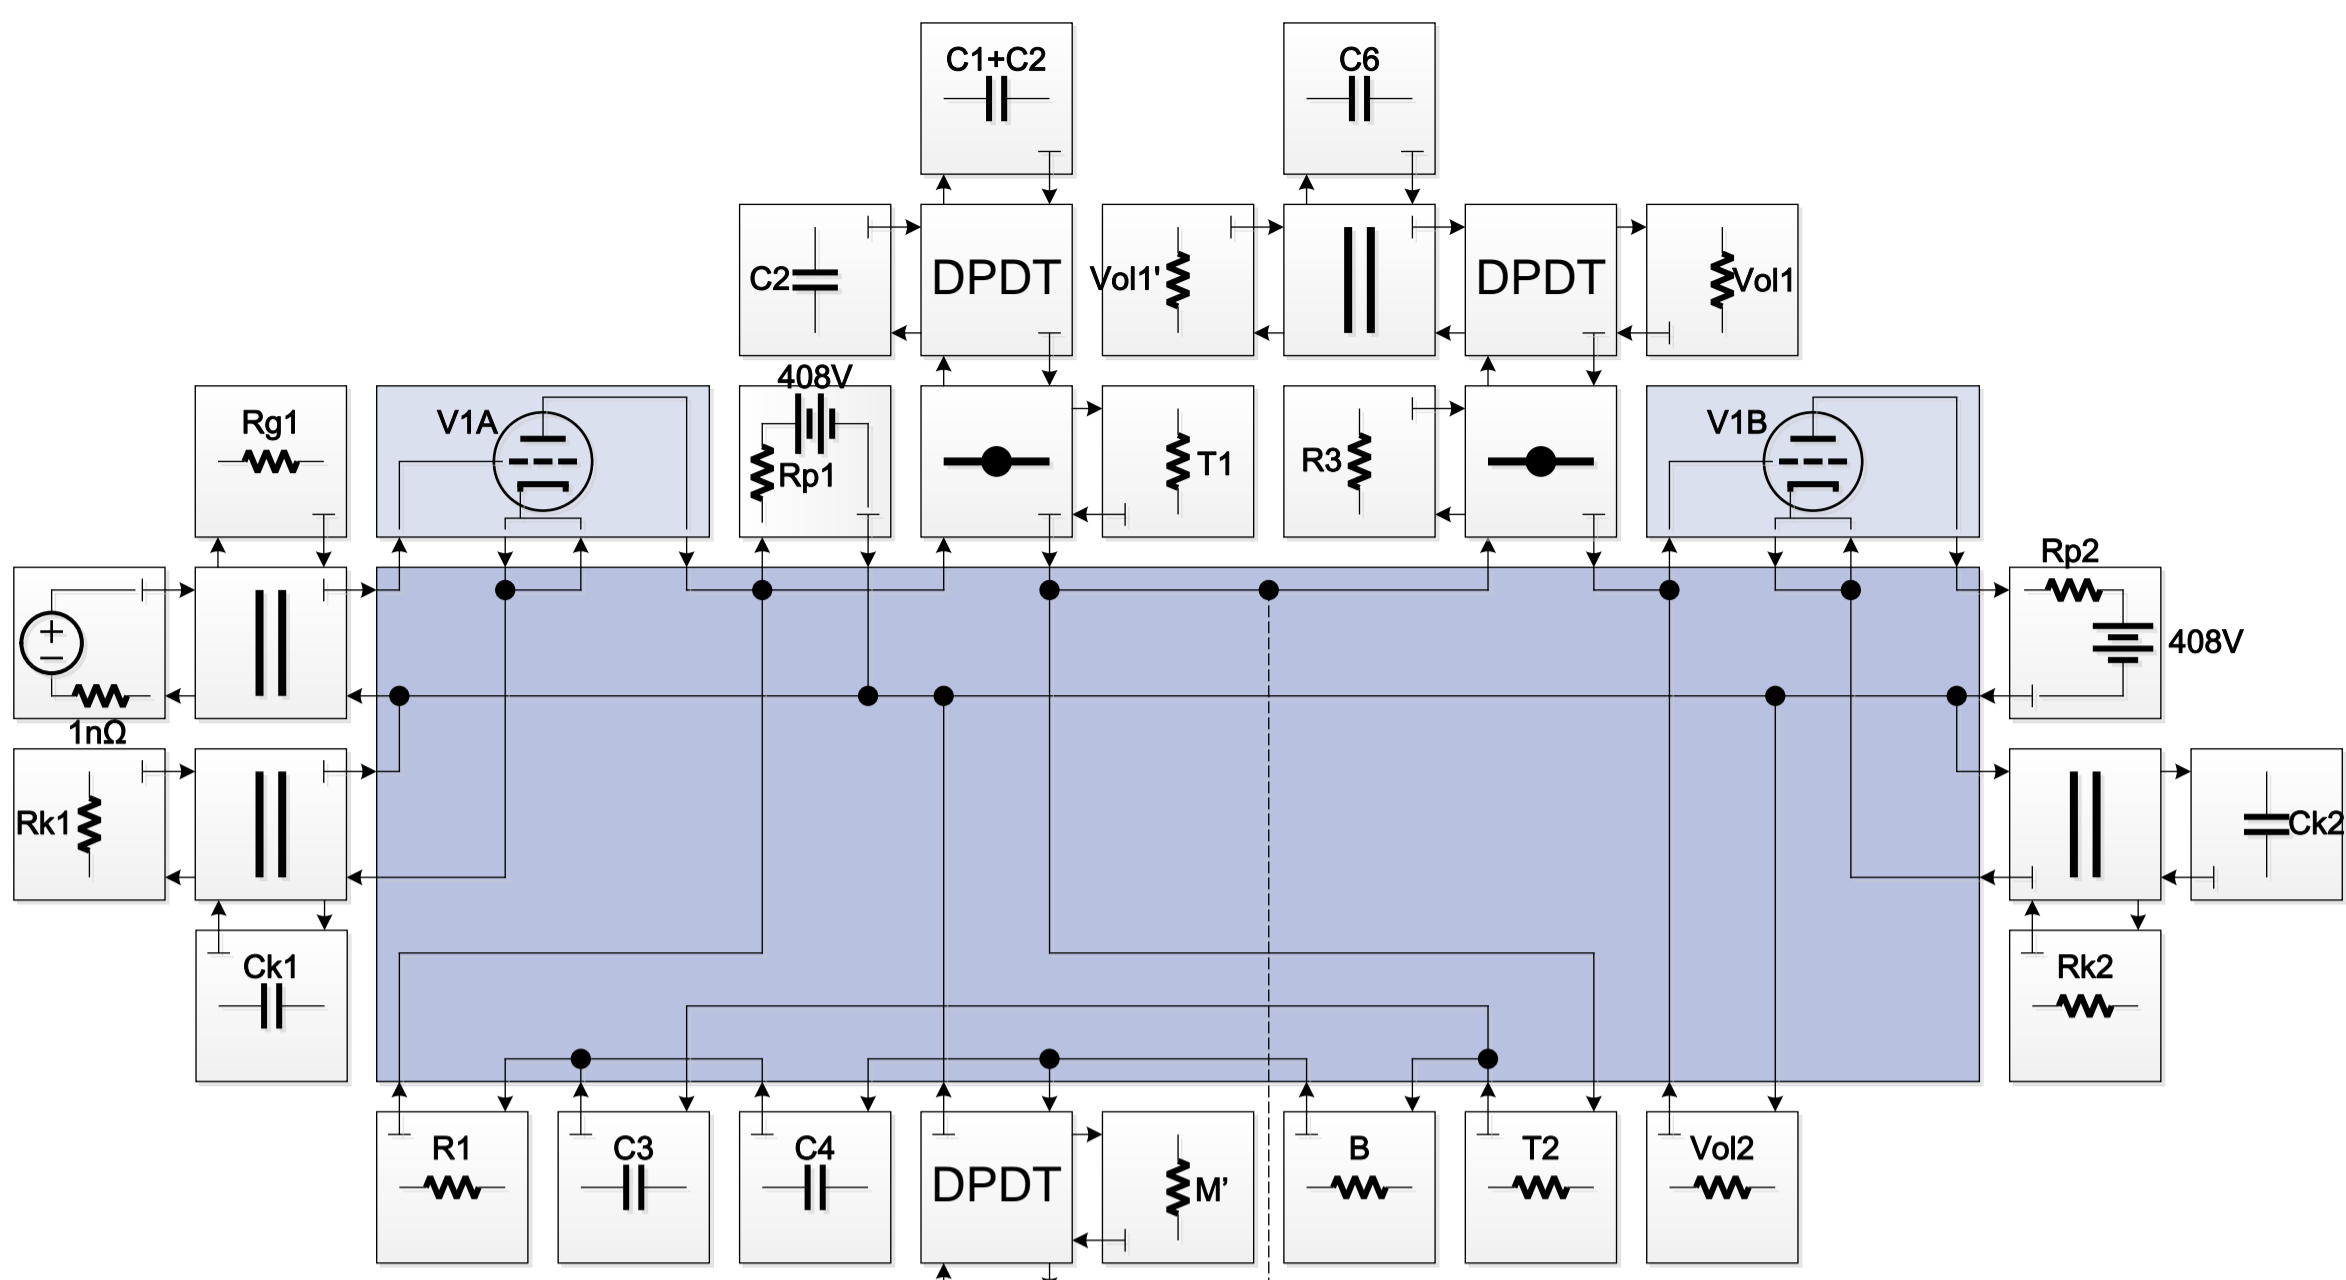 C1+C2
C6
C2
DPDT
Vol1'
DPDT
Vol1
408V
Rg1
V1A
Rp1
T1
R3
V1B
Rp2
408V
+
−
1nΩ
Rk1
Ck2
Ck1
Rk2
R1
C3
C4
DPDT
M'
B
T2
Vol2